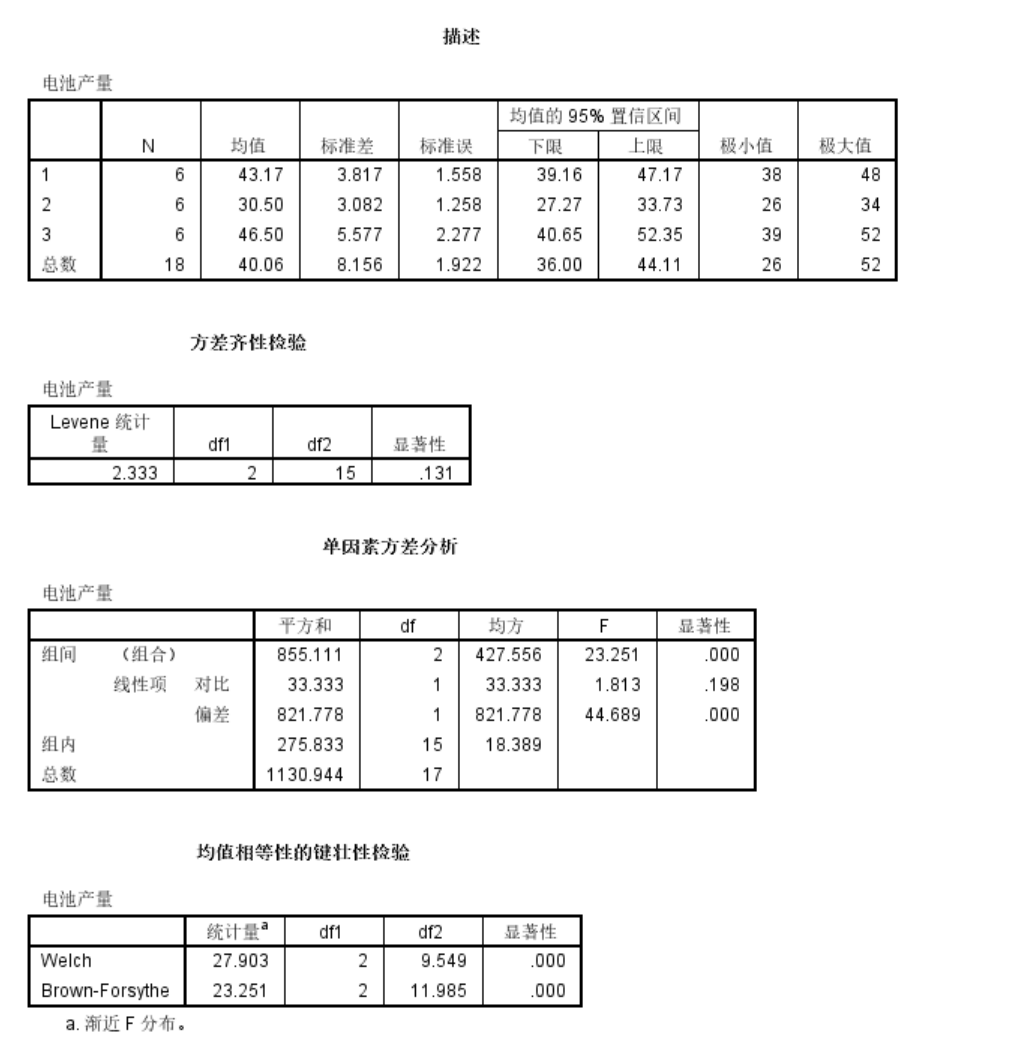 描述
电池产量
均值的 95% 置信区间
N 均值 标准差 标准误 下限 上限 极小值 极大值
1 6 43.17 3.817 1.558 39.16 47.17 38 48
2 6 30.50 3.082 1.258 27.27 33.73 26 34
3 6 46.50 5.577 2.277 40.65 52.35 39 52
总数 18 40.06 8.156 1.922 36.00 44.11 26 52
方差齐性检验
电池产量
Levene 统计
量 df1 df2 显著性
2.333 2 15 .131
单因素方差分析
电池产量
平方和 df 均方 F 显著性
组间 （组合） 855.111 2 427.556 23.251 .000
线性项 对比 33.333 1 33.333 1.813 .198
偏差 821.778 1 821.778 44.689 .000
组内 275.833 15 18.389
总数 1130.944 17
均值相等性的键壮性检验
电池产量
统计量a df1 df2 显著性
Welch 27.903 2 9.549 .000
Brown-Forsythe 23.251 2 11.985 .000
a. 渐近 F 分布。